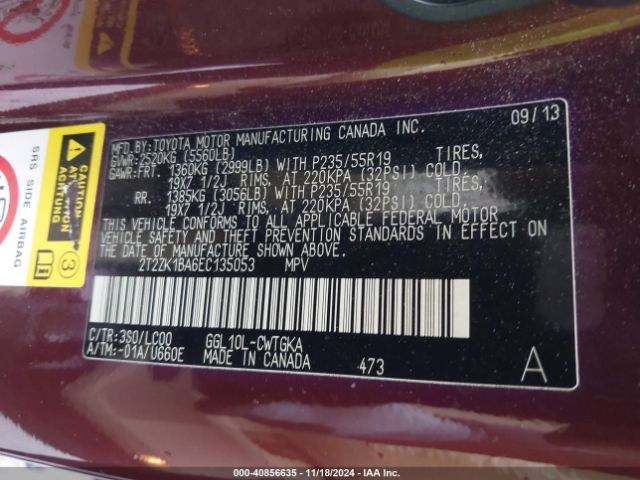 09/13
MFD.BY:TOYOTA MOTOR MANUFACTURING CANADA INC.
GVWR:2520KG (5560LB)
GAWR:FRT. 1360KG (2999LB) WITH P235/55R19 TIRES,
19X7 1/2J RIMS, AT 220KPA (32PSI) COLD.
RR. 1385KG (3056LB) WITH P235/55R19 TIRES,
19X7 1/2J RIMS, AT 220KPA (32PSI) COLD.
THIS VEHICLE CONFORMS TO ALL APPLICABLE FEDERAL MOTOR
VEHICLE SAFETY AND THEFT PREVENTION STANDARDS IN EFFECT ON
THE DATE OF MANUFACTURE SHOWN ABOVE.
2T2ZK1BA6EC135053 MPV
C/TR:3S0/LC00 GGL10L-CWTGKA
A/TM:-01A/U660E MADE IN CANADA 473
A
SRS SIDE AIRBAG
CAUTION
ATTENTION
ACHTUNG
3
000-40856635 - 11/18/2024 - IAA Inc.